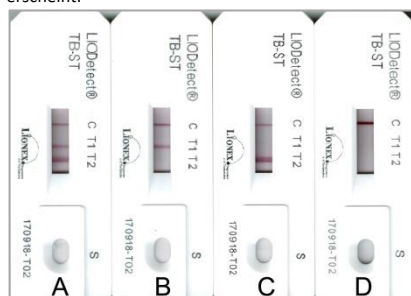 erscheint.
LIODetect®
TB-ST
C T1 T2
LIONEX
S
170918-T02
A
LIODetect®
TB-ST
C T1 T2
LIONEX
S
170918-T02
B
LIODetect®
TB-ST
C T1 T2
LIONEX
S
170918-T02
C
LIODetect®
TB-ST
C T1 T2
LIONEX
S
170918-T02
D